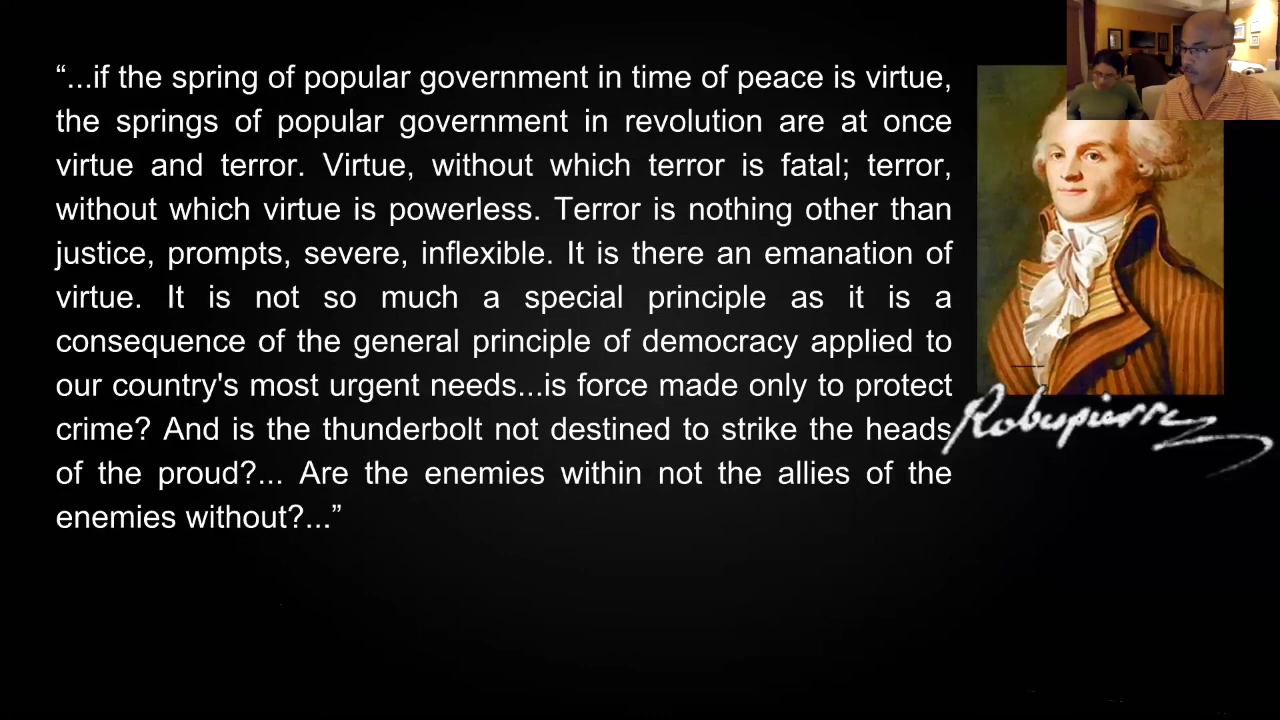 “...if the spring of popular government in time of peace is virtue,
the springs of popular government in revolution are at once
virtue and terror. Virtue, without which terror is fatal; terror,
without which virtue is powerless. Terror is nothing other than
justice, prompts, severe, inflexible. It is there an emanation of
virtue. It is not so much a special principle as it is a
consequence of the general principle of democracy applied to
our country's most urgent needs...is force made only to protect
crime? And is the thunderbolt not destined to strike the heads
of the proud?... Are the enemies within not the allies of the
enemies without?...”
Robespierre